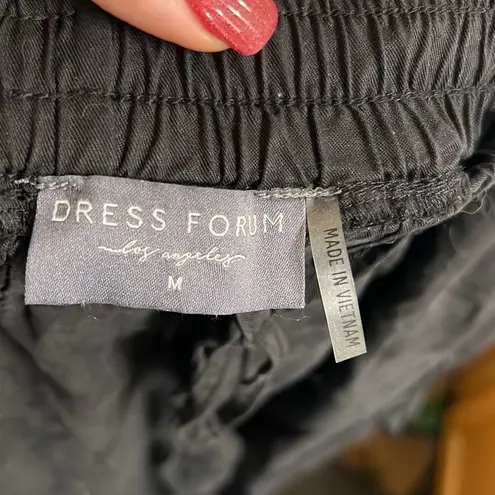 DRESS FORUM
los angeles
M
MADE IN VIETNAM